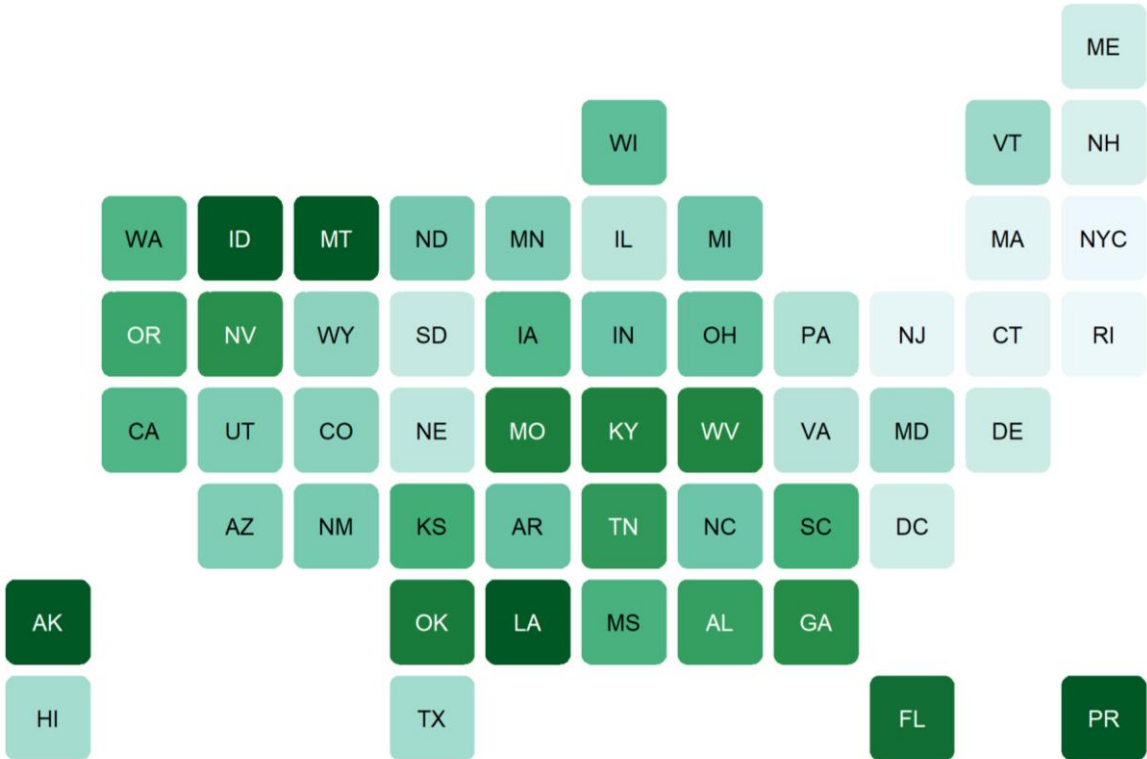 ME
WI VT NH
WA ID MT ND MN IL MI MA NYC
OR NV WY SD IA IN OH PA NJ CT RI
CA UT CO NE MO KY WV VA MD DE
AZ NM KS AR TN NC SC DC
AK OK LA MS AL GA
HI TX FL PR